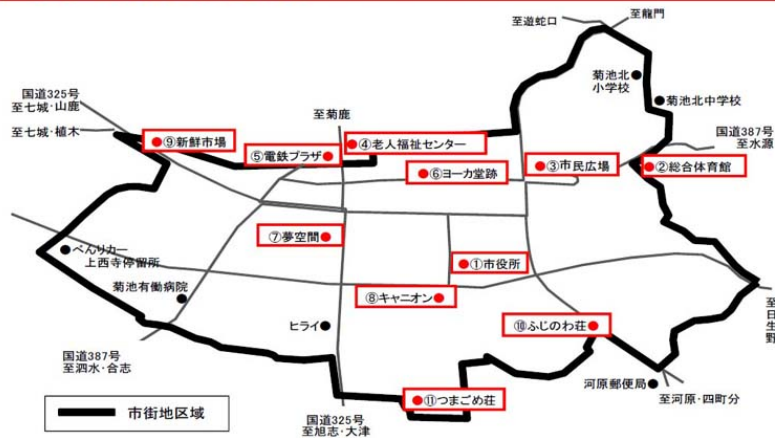 至遊蛇口
至龍門
菊池北
小学校
菊池北中学校
国道325号
至七城・山鹿
至七城・植木
至菊鹿
国道387号
至水源
⑨新鮮市場
⑤電鉄プラザ
④老人福祉センター
⑥ヨーカ堂跡
③市民広場
②総合体育館
⑦夢空間
①市役所
べんりカー
上西寺停留所
菊池有働病院
⑧キャニオン
ヒライ
⑩ふじのわ荘
至日生野
国道387号
至泗水・合志
河原郵便局
至河原・四町分
⑪つまごめ荘
国道325号
至旭志・大津
市街地区域